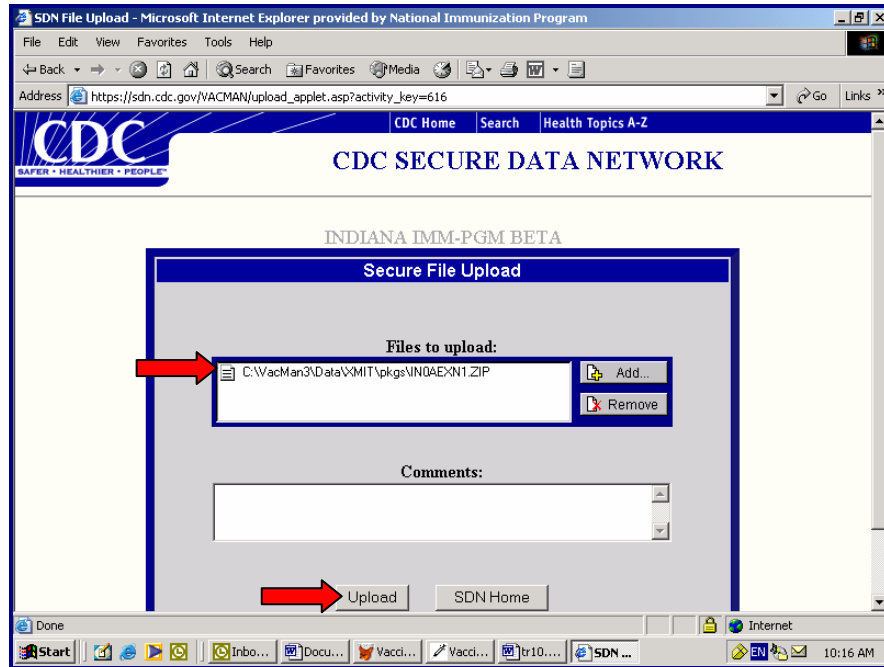 SDN File Upload - Microsoft Internet Explorer provided by National Immunization Program
File Edit View Favorites Tools Help
Back Search Favorites Media
Address https://sdn.cdc.gov/VACMAN/upload_applet.asp?activity_key=616 Go Links »
CDC Home Search Health Topics A-Z
CDC
SAFER • HEALTHIER • PEOPLE™
CDC SECURE DATA NETWORK
INDIANA IMM-PGM BETA
Secure File Upload
Files to upload:
C:\VacMan3\Data\XMIT\pkgs\IN0AEXN1.ZIP
Add...
Remove
Comments:
Upload SDN Home
Done Internet
Start Inbo... Docu... Vacci... Vacci... tr10.... SDN ... EN 10:16 AM